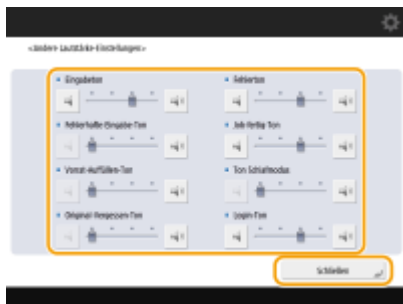 <Andere Lautstärke-Einstellungen>
Eingabeton
Fehlerton
Fehlerhafte Eingabe-Ton
Job Fertig-Ton
Vorrat-Auffüllen-Ton
Ton Schlafmodus
Original-Vergessen-Ton
Login-Ton
Schließen